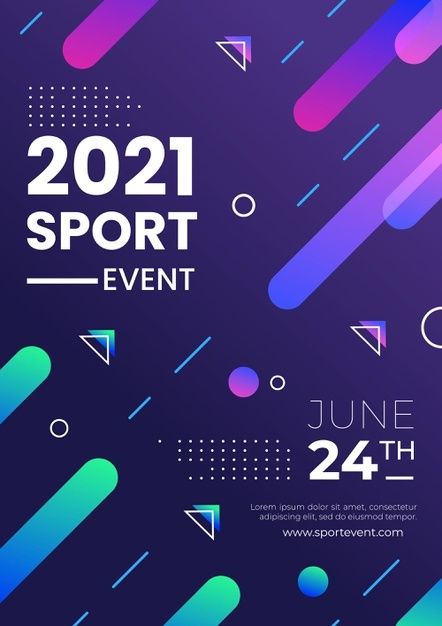 2021
SPORT
EVENT
JUNE
24TH
Lorem ipsum dolor sit amet, consectetur
adipiscing elit, sed do eiusmod tempor.
www.sportevent.com